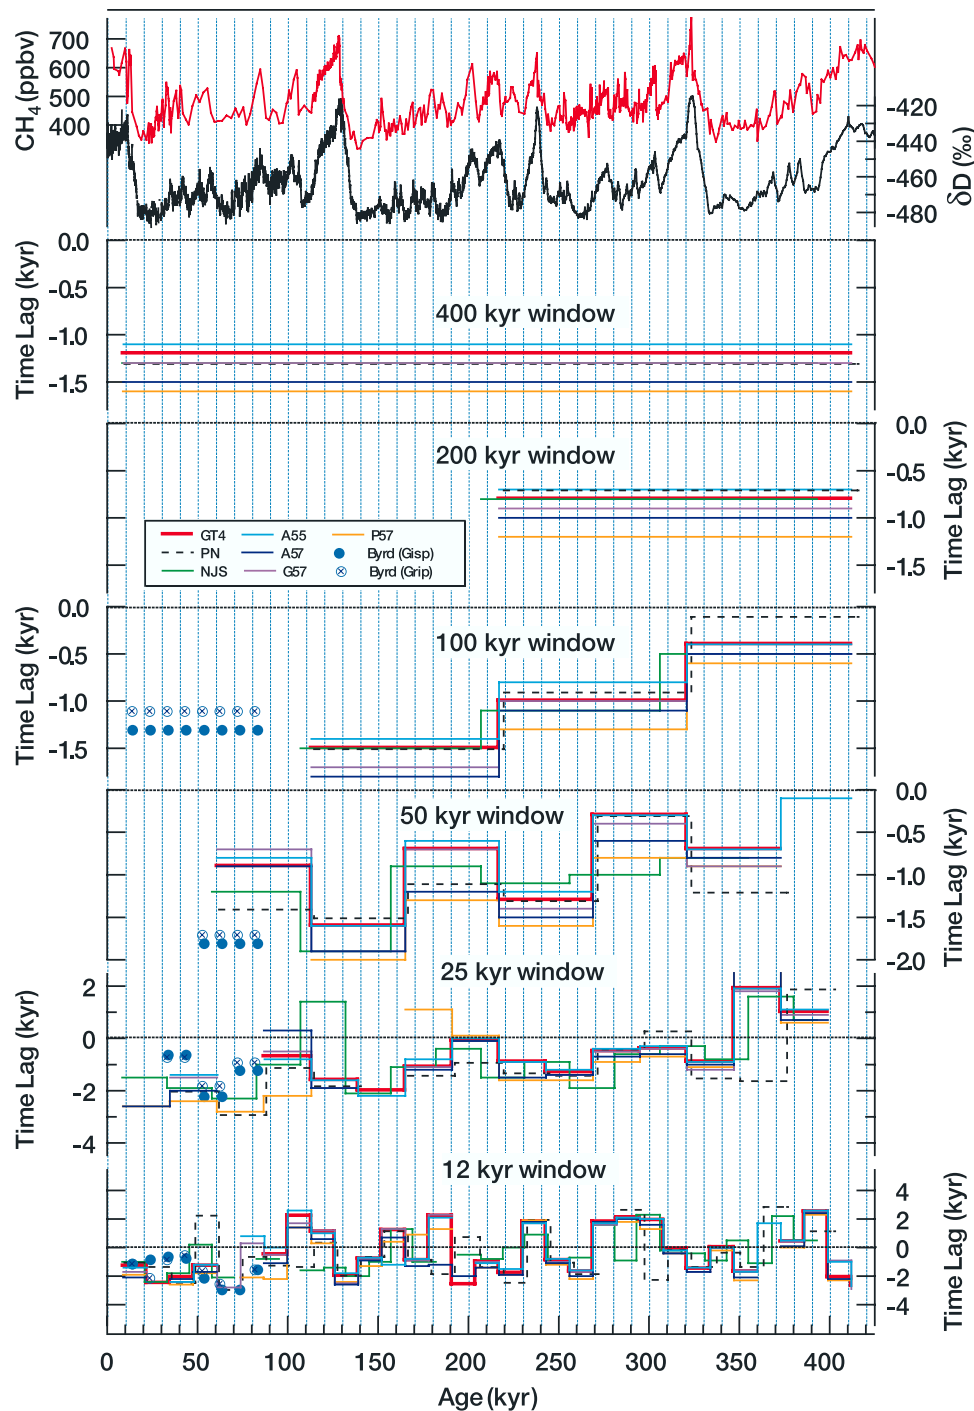 CH4 (ppbv)
700
600
500
400
-420
-440
-460
-480
δD (‰)
Time Lag (kyr)
0.0
-0.5
-1.0
-1.5
400 kyr window
200 kyr window
0.0
-0.5
-1.0
-1.5
Time Lag (kyr)
GT4 A55 P57
PN A57 Byrd (Gisp)
NJS G57 Byrd (Grip)
Time Lag (kyr)
0.0
-0.5
-1.0
-1.5
100 kyr window
50 kyr window
0.0
-0.5
-1.0
-1.5
-2.0
Time Lag (kyr)
Time Lag (kyr)
2
0
-2
-4
25 kyr window
12 kyr window
4
2
0
-2
-4
Time Lag (kyr)
0 50 100 150 200 250 300 350 400
Age (kyr)